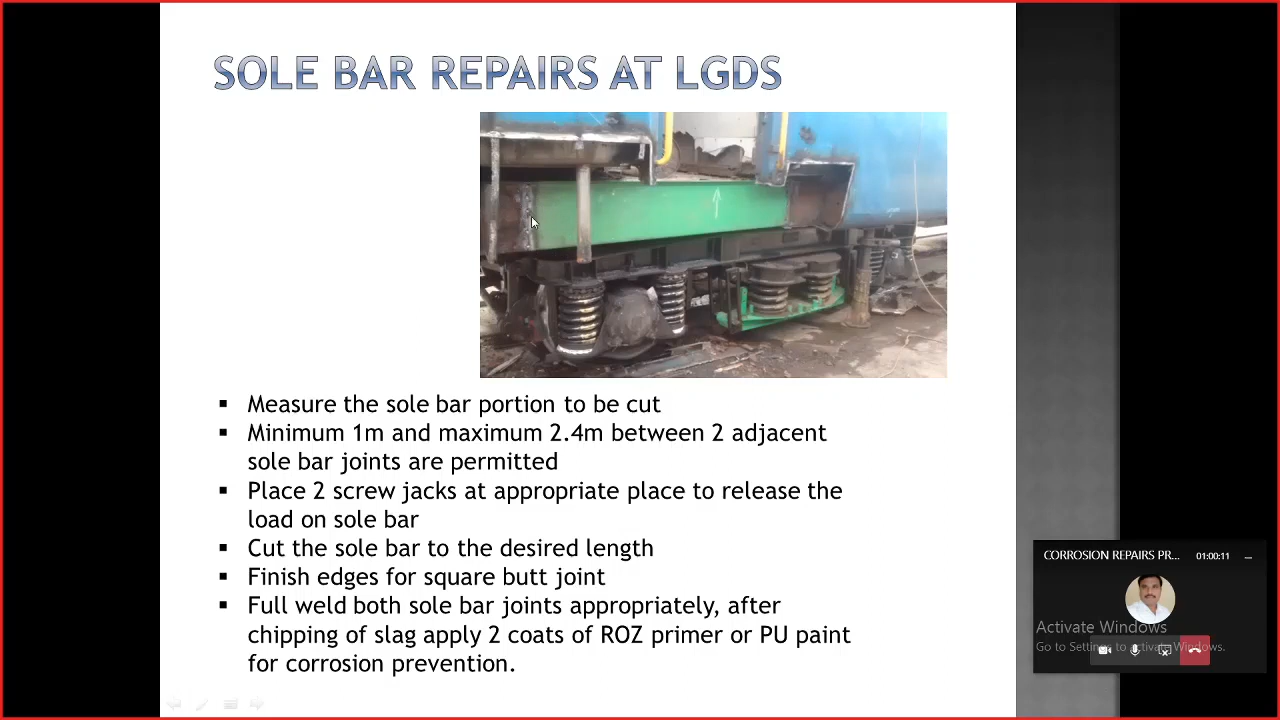 SOLE BAR REPAIRS AT LGDS
▪ Measure the sole bar portion to be cut
▪ Minimum 1m and maximum 2.4m between 2 adjacent
sole bar joints are permitted
▪ Place 2 screw jacks at appropriate place to release the
load on sole bar
▪ Cut the sole bar to the desired length
▪ Finish edges for square butt joint
▪ Full weld both sole bar joints appropriately, after
chipping of slag apply 2 coats of ROZ primer or PU paint
for corrosion prevention.
CORROSION REPAIRS PR... 01:00:11
Activate Windows
Go to Settings to activate Windows.